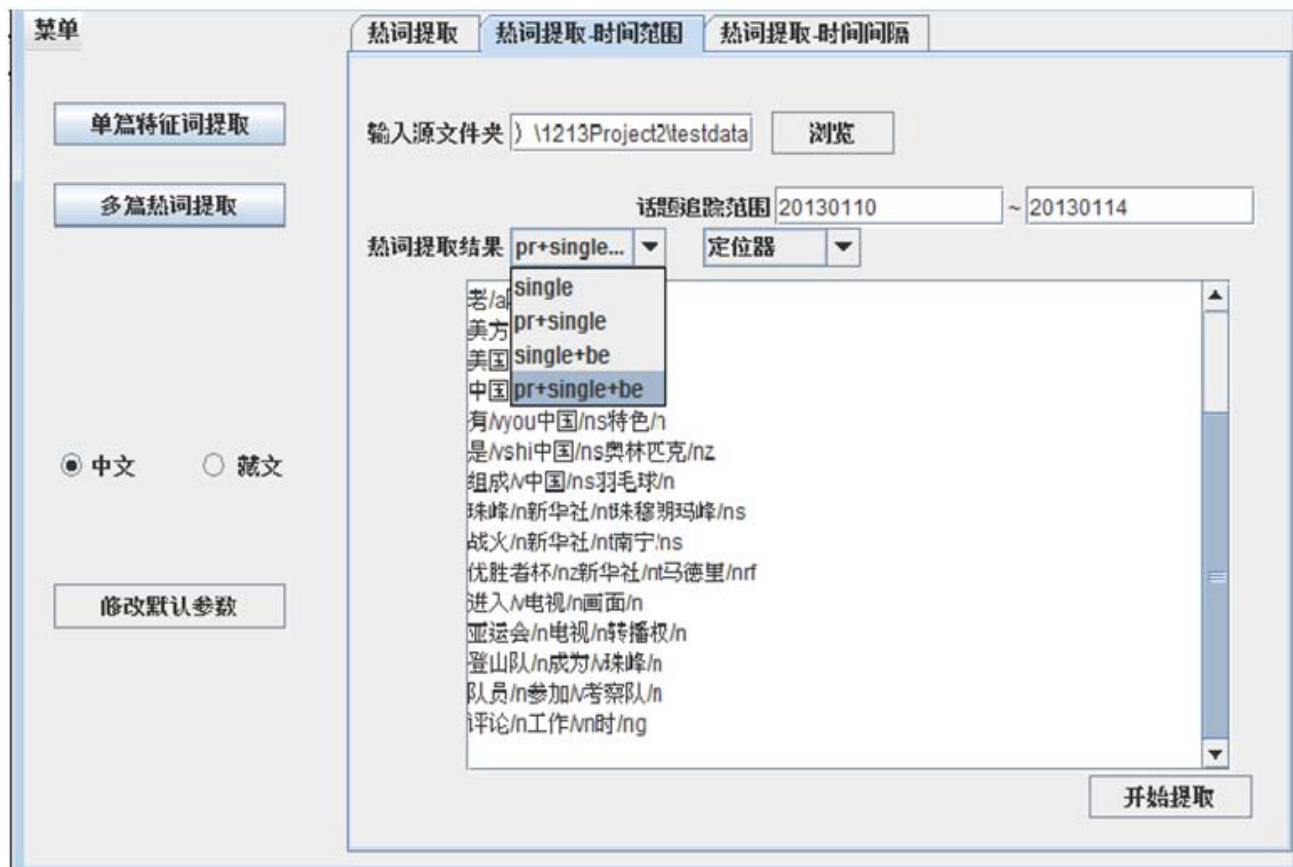 菜单
热词提取 热词提取-时间范围 热词提取-时间间隔
单篇特征词提取
输入源文件夹 ）\1213Project2\testdata 浏览
多篇热词提取
话题追踪范围 20130110 ~ 20130114
热词提取结果 pr+single... 定位器
single
pr+single
single+be
pr+single+be
老/a
美方
美国
中国
有/vyou中国/ns特色/n
是/vshi中国/ns奥林匹克/nz
组成/v中国/ns羽毛球/n
珠峰/n新华社/nt珠穆朗玛峰/ns
战火/n新华社/nt南宁/ns
优胜者杯/nz新华社/nt马德里/nrf
进入/v电视/n画面/n
亚运会/n电视/n转播权/n
登山队/n成为/v珠峰/n
队员/n参加/v考察队/n
评论/n工作/vn时/ng
中文 藏文
修改默认参数
开始提取